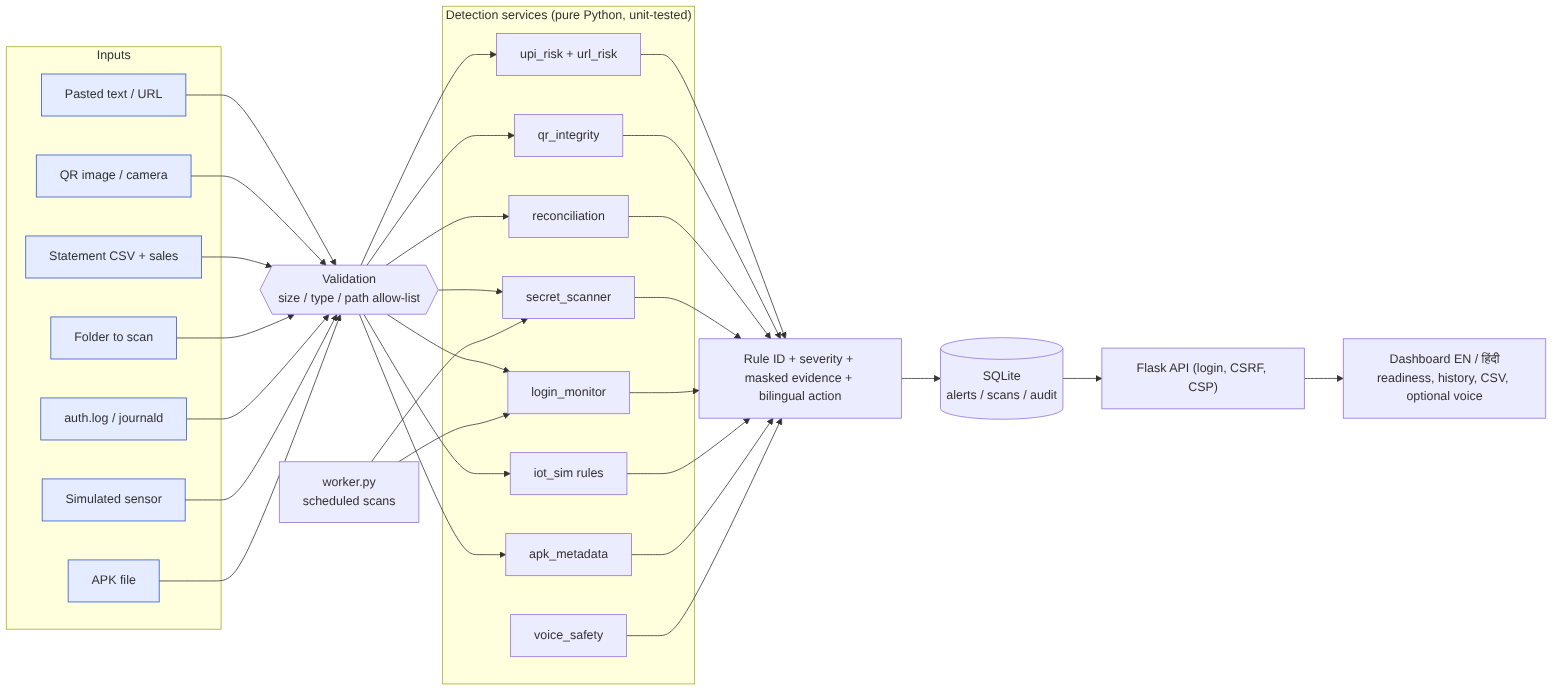 Inputs
Pasted text / URL
QR image / camera
Statement CSV + sales
Folder to scan
auth.log / journald
Simulated sensor
APK file
Validation
size / type / path allow-list
worker.py
scheduled scans
Detection services (pure Python, unit-tested)
upi_risk + url_risk
qr_integrity
reconciliation
secret_scanner
login_monitor
iot_sim rules
apk_metadata
voice_safety
Rule ID + severity +
masked evidence +
bilingual action
SQLite
alerts / scans / audit
Flask API (login, CSRF,
CSP)
Dashboard EN / हिंदी
readiness, history, CSV,
optional voice